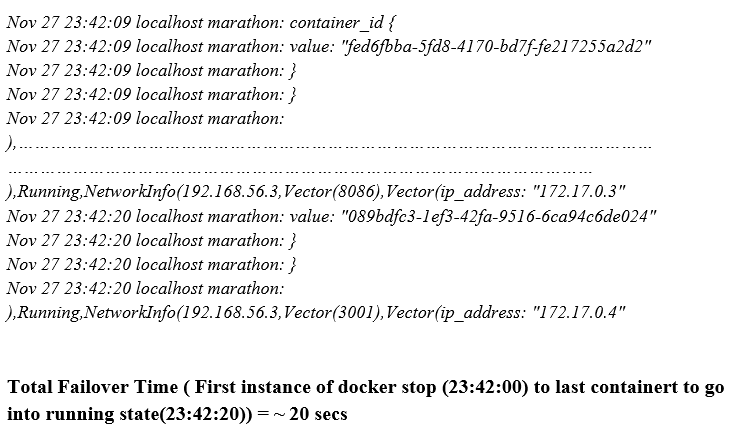 Nov 27 23:42:09 localhost marathon: container_id {
Nov 27 23:42:09 localhost marathon: value: "fed6fbba-5fd8-4170-bd7f-fe217255a2d2"
Nov 27 23:42:09 localhost marathon: }
Nov 27 23:42:09 localhost marathon: }
Nov 27 23:42:09 localhost marathon:
),…………………………………………………………………………………………………………
…………………………………………………………………………………………………
),Running,NetworkInfo(192.168.56.3,Vector(8086),Vector(ip_address: "172.17.0.3"
Nov 27 23:42:20 localhost marathon: value: "089bdfc3-1ef3-42fa-9516-6ca94c6de024"
Nov 27 23:42:20 localhost marathon: }
Nov 27 23:42:20 localhost marathon: }
Nov 27 23:42:20 localhost marathon:
),Running,NetworkInfo(192.168.56.3,Vector(3001),Vector(ip_address: "172.17.0.4"
Total Failover Time ( First instance of docker stop (23:42:00) to last containert to go
into running state(23:42:20)) = ~ 20 secs